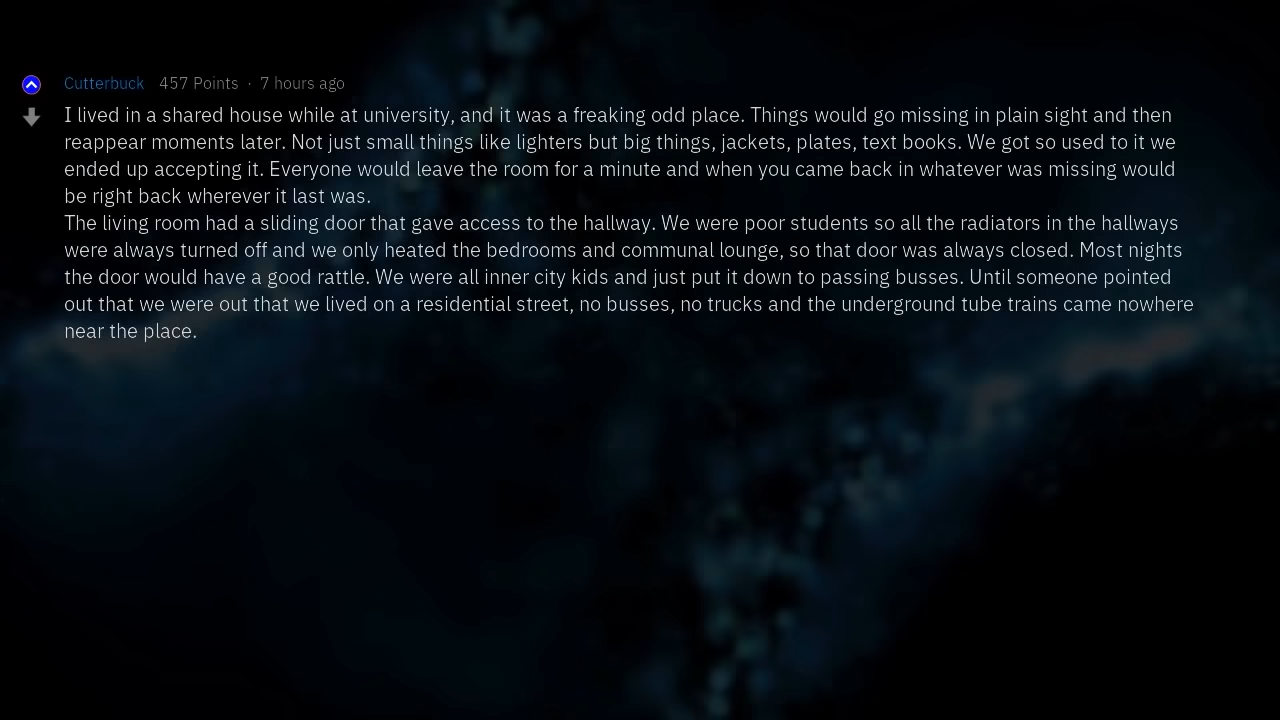 Cutterbuck 457 Points · 7 hours ago
I lived in a shared house while at university, and it was a freaking odd place. Things would go missing in plain sight and then
reappear moments later. Not just small things like lighters but big things, jackets, plates, text books. We got so used to it we
ended up accepting it. Everyone would leave the room for a minute and when you came back in whatever was missing would
be right back wherever it last was.
The living room had a sliding door that gave access to the hallway. We were poor students so all the radiators in the hallways
were always turned off and we only heated the bedrooms and communal lounge, so that door was always closed. Most nights
the door would have a good rattle. We were all inner city kids and just put it down to passing busses. Until someone pointed
out that we were out that we lived on a residential street, no busses, no trucks and the underground tube trains came nowhere
near the place.